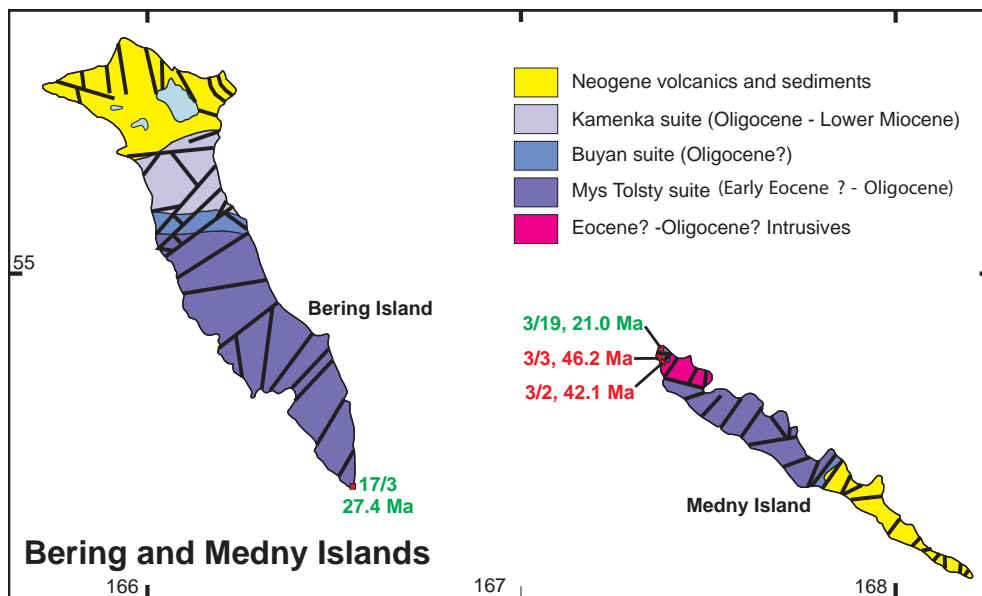 Neogene volcanics and sediments
Kamenka suite (Oligocene - Lower Miocene)
Buyan suite (Oligocene?)
Mys Tolsty suite (Early Eocene ? - Oligocene)
Eocene? -Oligocene? Intrusives
55
Bering Island
3/19, 21.0 Ma
3/3, 46.2 Ma
3/2, 42.1 Ma
17/3
27.4 Ma
Medny Island
Bering and Medny Islands
166
167
168